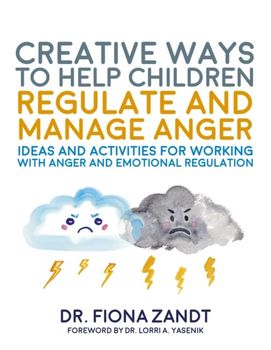 CREATIVE WAYS
TO HELP CHILDREN
REGULATE AND
MANAGE ANGER
IDEAS AND ACTIVITIES FOR WORKING
WITH ANGER AND EMOTIONAL REGULATION
DR. FIONA ZANDT
FOREWORD BY DR. LORRI A. YASENIK